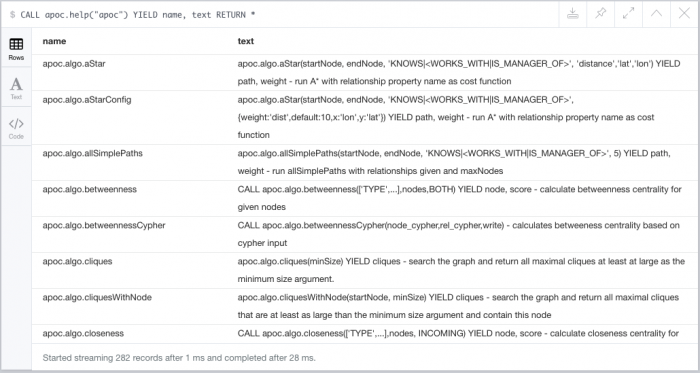 $ CALL apoc.help("apoc") YIELD name, text RETURN *
Rows
Text
Code
name text
apoc.algo.aStar apoc.algo.aStar(startNode, endNode, 'KNOWS|<WORKS_WITH|IS_MANAGER_OF>', 'distance','lat','lon') YIELD
path, weight - run A* with relationship property name as cost function
apoc.algo.aStarConfig apoc.algo.aStar(startNode, endNode, 'KNOWS|<WORKS_WITH|IS_MANAGER_OF>',
{weight:'dist',default:10,x:'lon',y:'lat'}) YIELD path, weight - run A* with relationship property name as cost
function
apoc.algo.allSimplePaths apoc.algo.allSimplePaths(startNode, endNode, 'KNOWS|<WORKS_WITH|IS_MANAGER_OF>', 5) YIELD path,
weight - run allSimplePaths with relationships given and maxNodes
apoc.algo.betweenness CALL apoc.algo.betweenness(['TYPE',...],nodes,BOTH) YIELD node, score - calculate betweenness centrality for
given nodes
apoc.algo.betweennessCypher CALL apoc.algo.betweennessCypher(node_cypher,rel_cypher,write) - calculates betweeness centrality based on
cypher input
apoc.algo.cliques apoc.algo.cliques(minSize) YIELD cliques - search the graph and return all maximal cliques at least at large as the
minimum size argument.
apoc.algo.cliquesWithNode apoc.algo.cliquesWithNode(startNode, minSize) YIELD cliques - search the graph and return all maximal cliques
that are at least as large than the minimum size argument and contain this node
apoc.algo.closeness CALL apoc.algo.closeness(['TYPE',...],nodes, INCOMING) YIELD node, score - calculate closeness centrality for
Started streaming 282 records after 1 ms and completed after 28 ms.